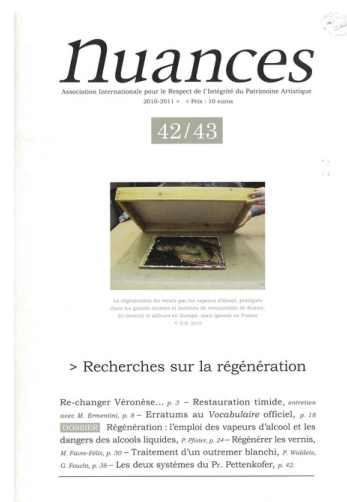 nuances
Association Internationale pour le Respect de l'Intégrité du Patrimoine Artistique
2010-2011 > < Prix : 10 euros
42/43
La régénération du vernis par les vapeurs d'alcool, pratiquée
dans les grands musées et instituts de restauration de Russie,
(ci-dessus) et ailleurs en Europe, mais ignorée en France
© D.R. 2010
> Recherches sur la régénération
Re-changer Véronèse... p. 3 – Restauration timide, entretien
avec M. Ermentini, p. 8 – Erratums au Vocabulaire officiel, p. 18
DOSSIER Régénération : l'emploi des vapeurs d'alcool et les
dangers des alcools liquides, P. Pfister, p. 24 – Régénérer les vernis,
M. Favre-Félix, p. 30 – Traitement d'un outremer blanchi, P. Waldeis,
G. Feucht, p. 38 – Les deux systèmes du Pr. Pettenkofer, p. 42.